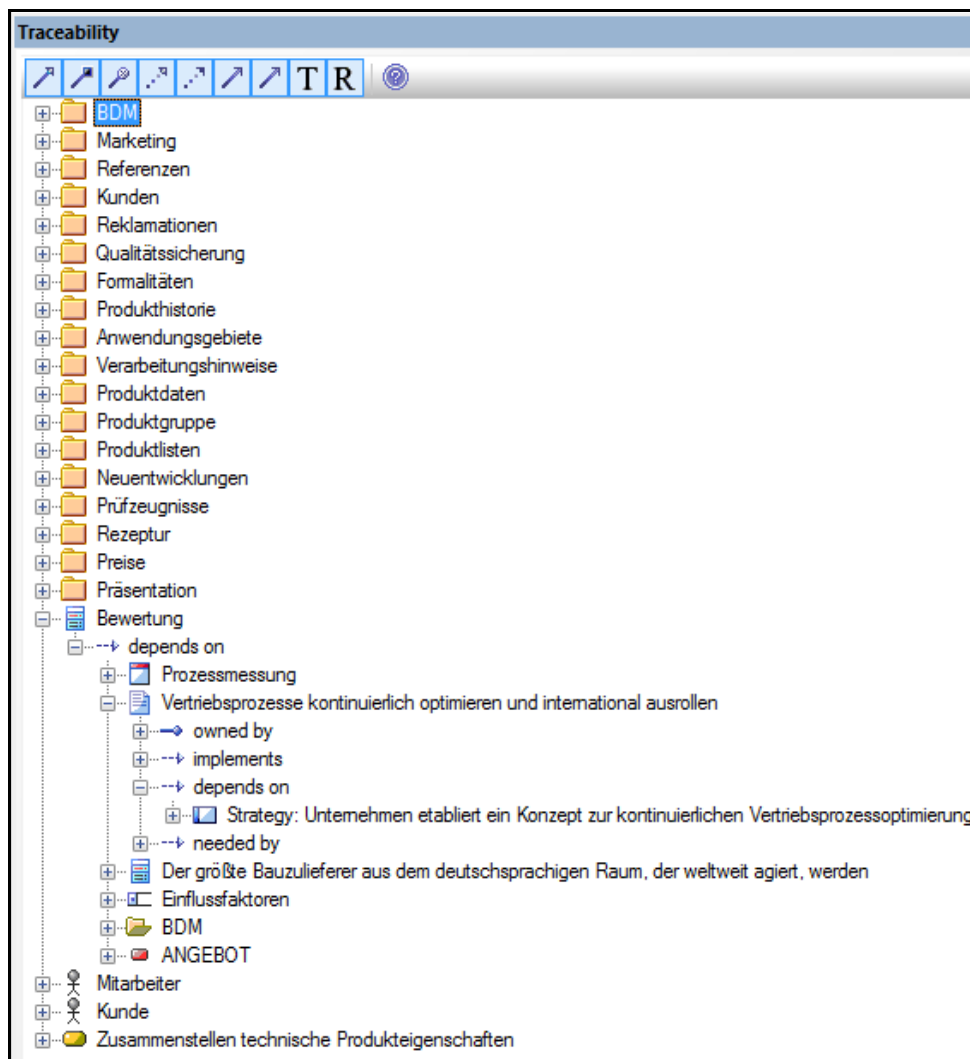 Traceability
T R
BDM
Marketing
Referenzen
Kunden
Reklamationen
Qualitätssicherung
Formalitäten
Produkthistorie
Anwendungsgebiete
Verarbeitungshinweise
Produktdaten
Produktgruppe
Produktlisten
Neuentwicklungen
Prüfzeugnisse
Rezeptur
Preise
Präsentation
Bewertung
depends on
Prozessmessung
Vertriebsprozesse kontinuierlich optimieren und international ausrollen
owned by
implements
depends on
Strategy: Unternehmen etabliert ein Konzept zur kontinuierlichen Vertriebsprozessoptimierung
needed by
Der größte Bauzulieferer aus dem deutschsprachigen Raum, der weltweit agiert, werden
Einflussfaktoren
BDM
ANGEBOT
Mitarbeiter
Kunde
Zusammenstellen technische Produkteigenschaften